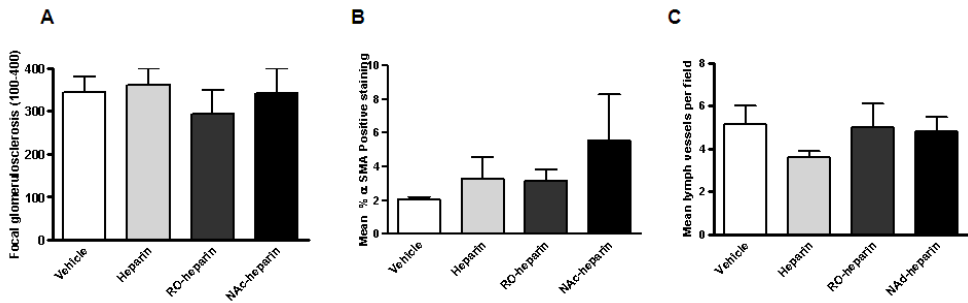 A
B
C
Focal glomerulosclerosis (100-400)
400
300
200
100
0
Vehicle
Heparin
RO-heparin
NAc-heparin
Mean % α SMA Positive staining
10
8
6
4
2
0
Vehicle
Heparin
RO-heparin
NAc-heparin
Mean lymph vessels per field
8
6
4
2
0
Vehicle
Heparin
RO-heparin
NAd-heparin